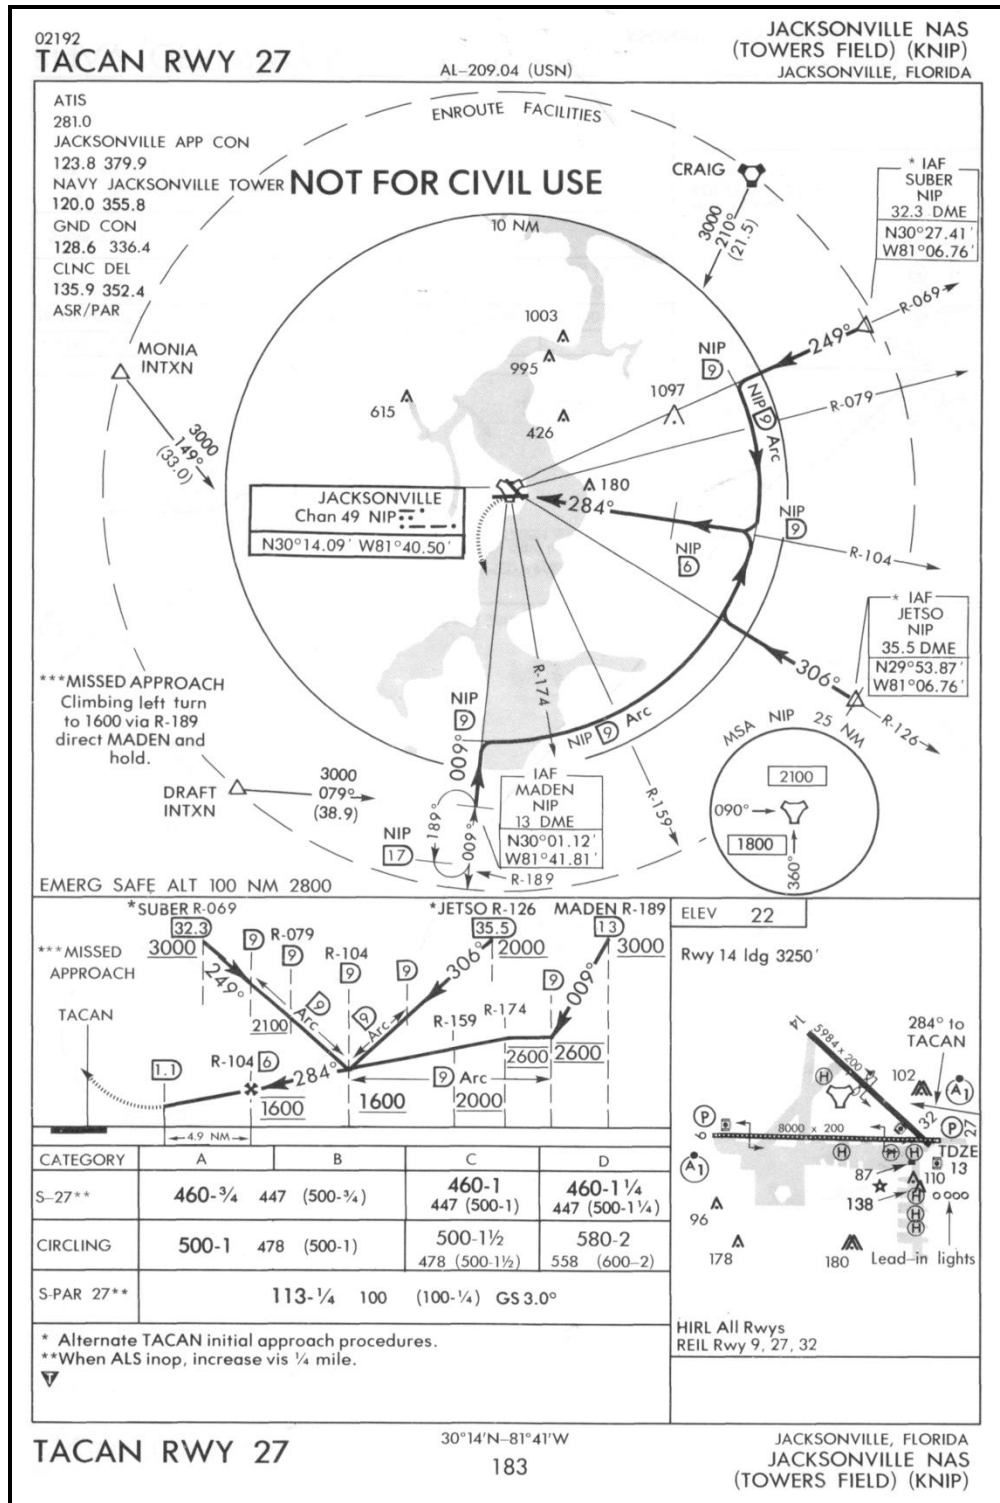 02192
TACAN RWY 27
AL-209.04 (USN)
JACKSONVILLE NAS
(TOWERS FIELD) (KNIP)
JACKSONVILLE, FLORIDA
ATIS
281.0
JACKSONVILLE APP CON
123.8 379.9
NAVY JACKSONVILLE TOWER
120.0 355.8
GND CON
128.6 336.4
CLNC DEL
135.9 352.4
ASR/PAR
NOT FOR CIVIL USE
ENROUTE FACILITIES
10 NM
CRAIG
3000
210°
(21.5)
* IAF
SUBER
NIP
32.3 DME
N30°27.41'
W81°06.76'
R-069
249°
R-079
NIP
9
NIP 9 Arc
1003
995
1097
615
426
180
MONIA
INTXN
3000
149°
(33.0)
JACKSONVILLE
Chan 49 NIP
N30°14.09' W81°40.50'
284°
NIP
6
NIP
9
R-104
* IAF
JETSO
NIP
35.5 DME
N29°53.87'
W81°06.76'
306°
R-126
***MISSED APPROACH
Climbing left turn
to 1600 via R-189
direct MADEN and
hold.
NIP
9
009°
R-174
NIP 9 Arc
R-159
DRAFT
INTXN
3000
079°
(38.9)
IAF
MADEN
NIP
13 DME
N30°01.12'
W81°41.81'
189°
009°
NIP
17
R-189
MSA NIP 25 NM
2100
090°
1800
360°
EMERG SAFE ALT 100 NM 2800
*SUBER R-069
*JETSO R-126
MADEN R-189
32.3
3000
9
R-079
9
R-104
9
9
35.5
2000
13
3000
***MISSED
APPROACH
249°
Arc 9
9 Arc
306°
009°
9
TACAN
2100
R-159
R-174
2600
2600
1.1
R-104 6
284°
9 Arc
1600
1600
2000
4.9 NM
CATEGORY A B C D
S-27** 460-¾ 447 (500-¾) 460-1 447 (500-1) 460-1¼ 447 (500-1¼)
CIRCLING 500-1 478 (500-1) 500-1½ 478 (500-1½) 580-2 558 (600-2)
S-PAR 27** 113-¼ 100 (100-¼) GS 3.0°
* Alternate TACAN initial approach procedures.
**When ALS inop, increase vis ¼ mile.
T
ELEV 22
Rwy 14 ldg 3250'
14
5984 x 200
284° to
TACAN
102
A1
H
P
9
8000 x 200
32
P
27
H
H
H
TDZE
13
A1
87
110
138
H
H
H
96
178
180
Lead-in lights
HIRL All Rwys
REIL Rwy 9, 27, 32
TACAN RWY 27
30°14'N-81°41'W
183
JACKSONVILLE, FLORIDA
JACKSONVILLE NAS
(TOWERS FIELD) (KNIP)